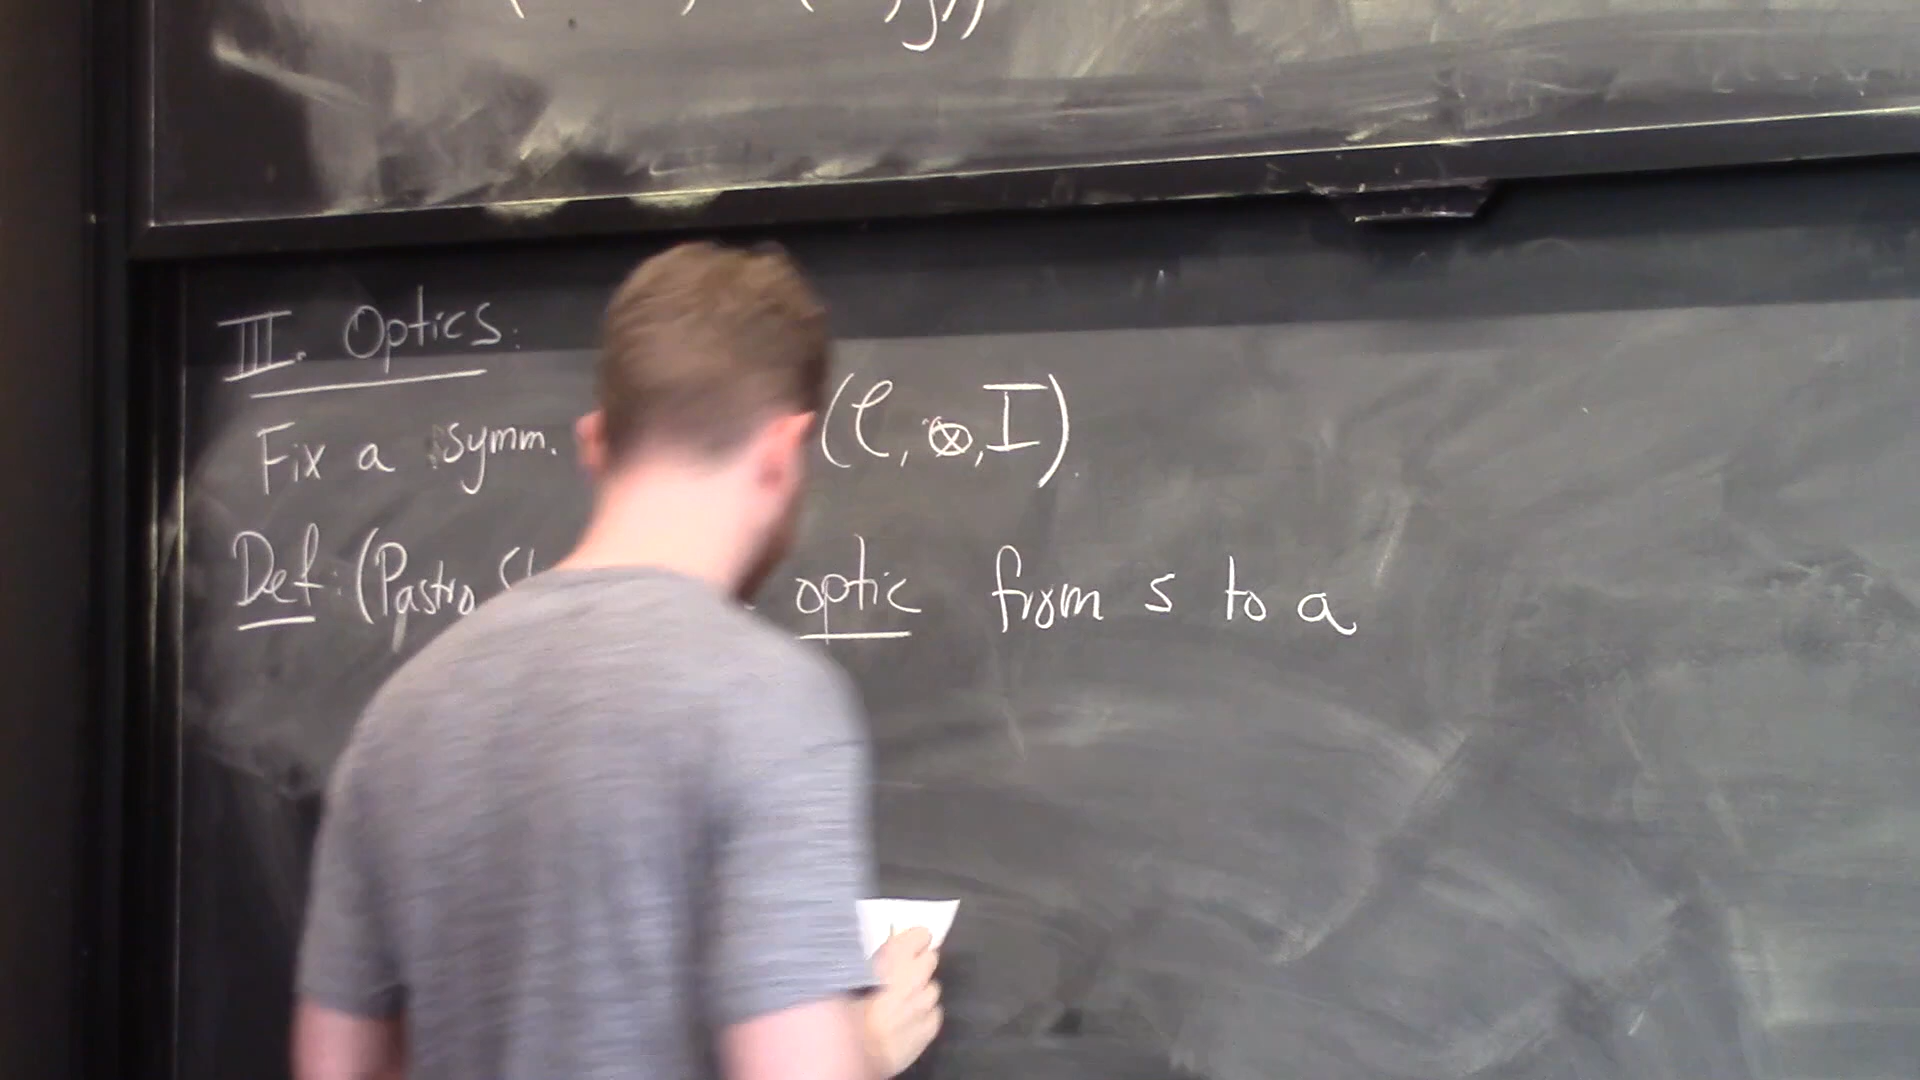 III. Optics.
Fix a symm. (C, ⊗, I).
Def: (Pastro optic from s to a